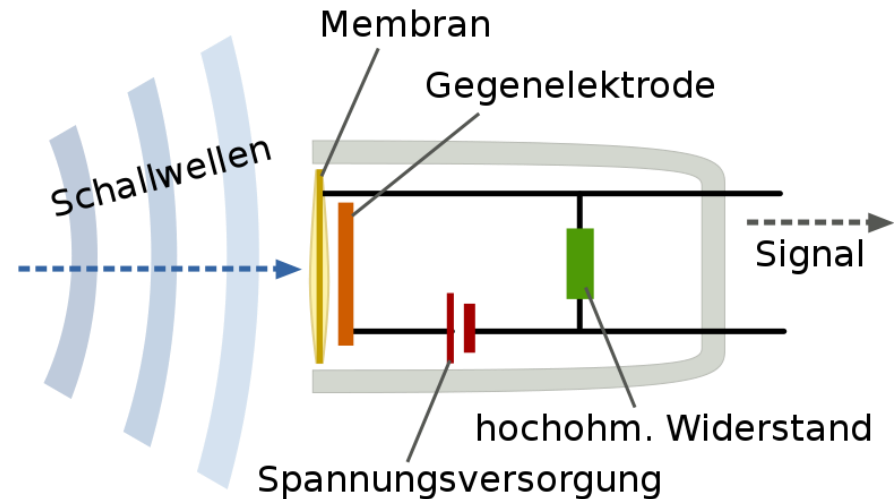 Membran
Gegenelektrode
Schallwellen
Signal
hochohm. Widerstand
Spannungsversorgung